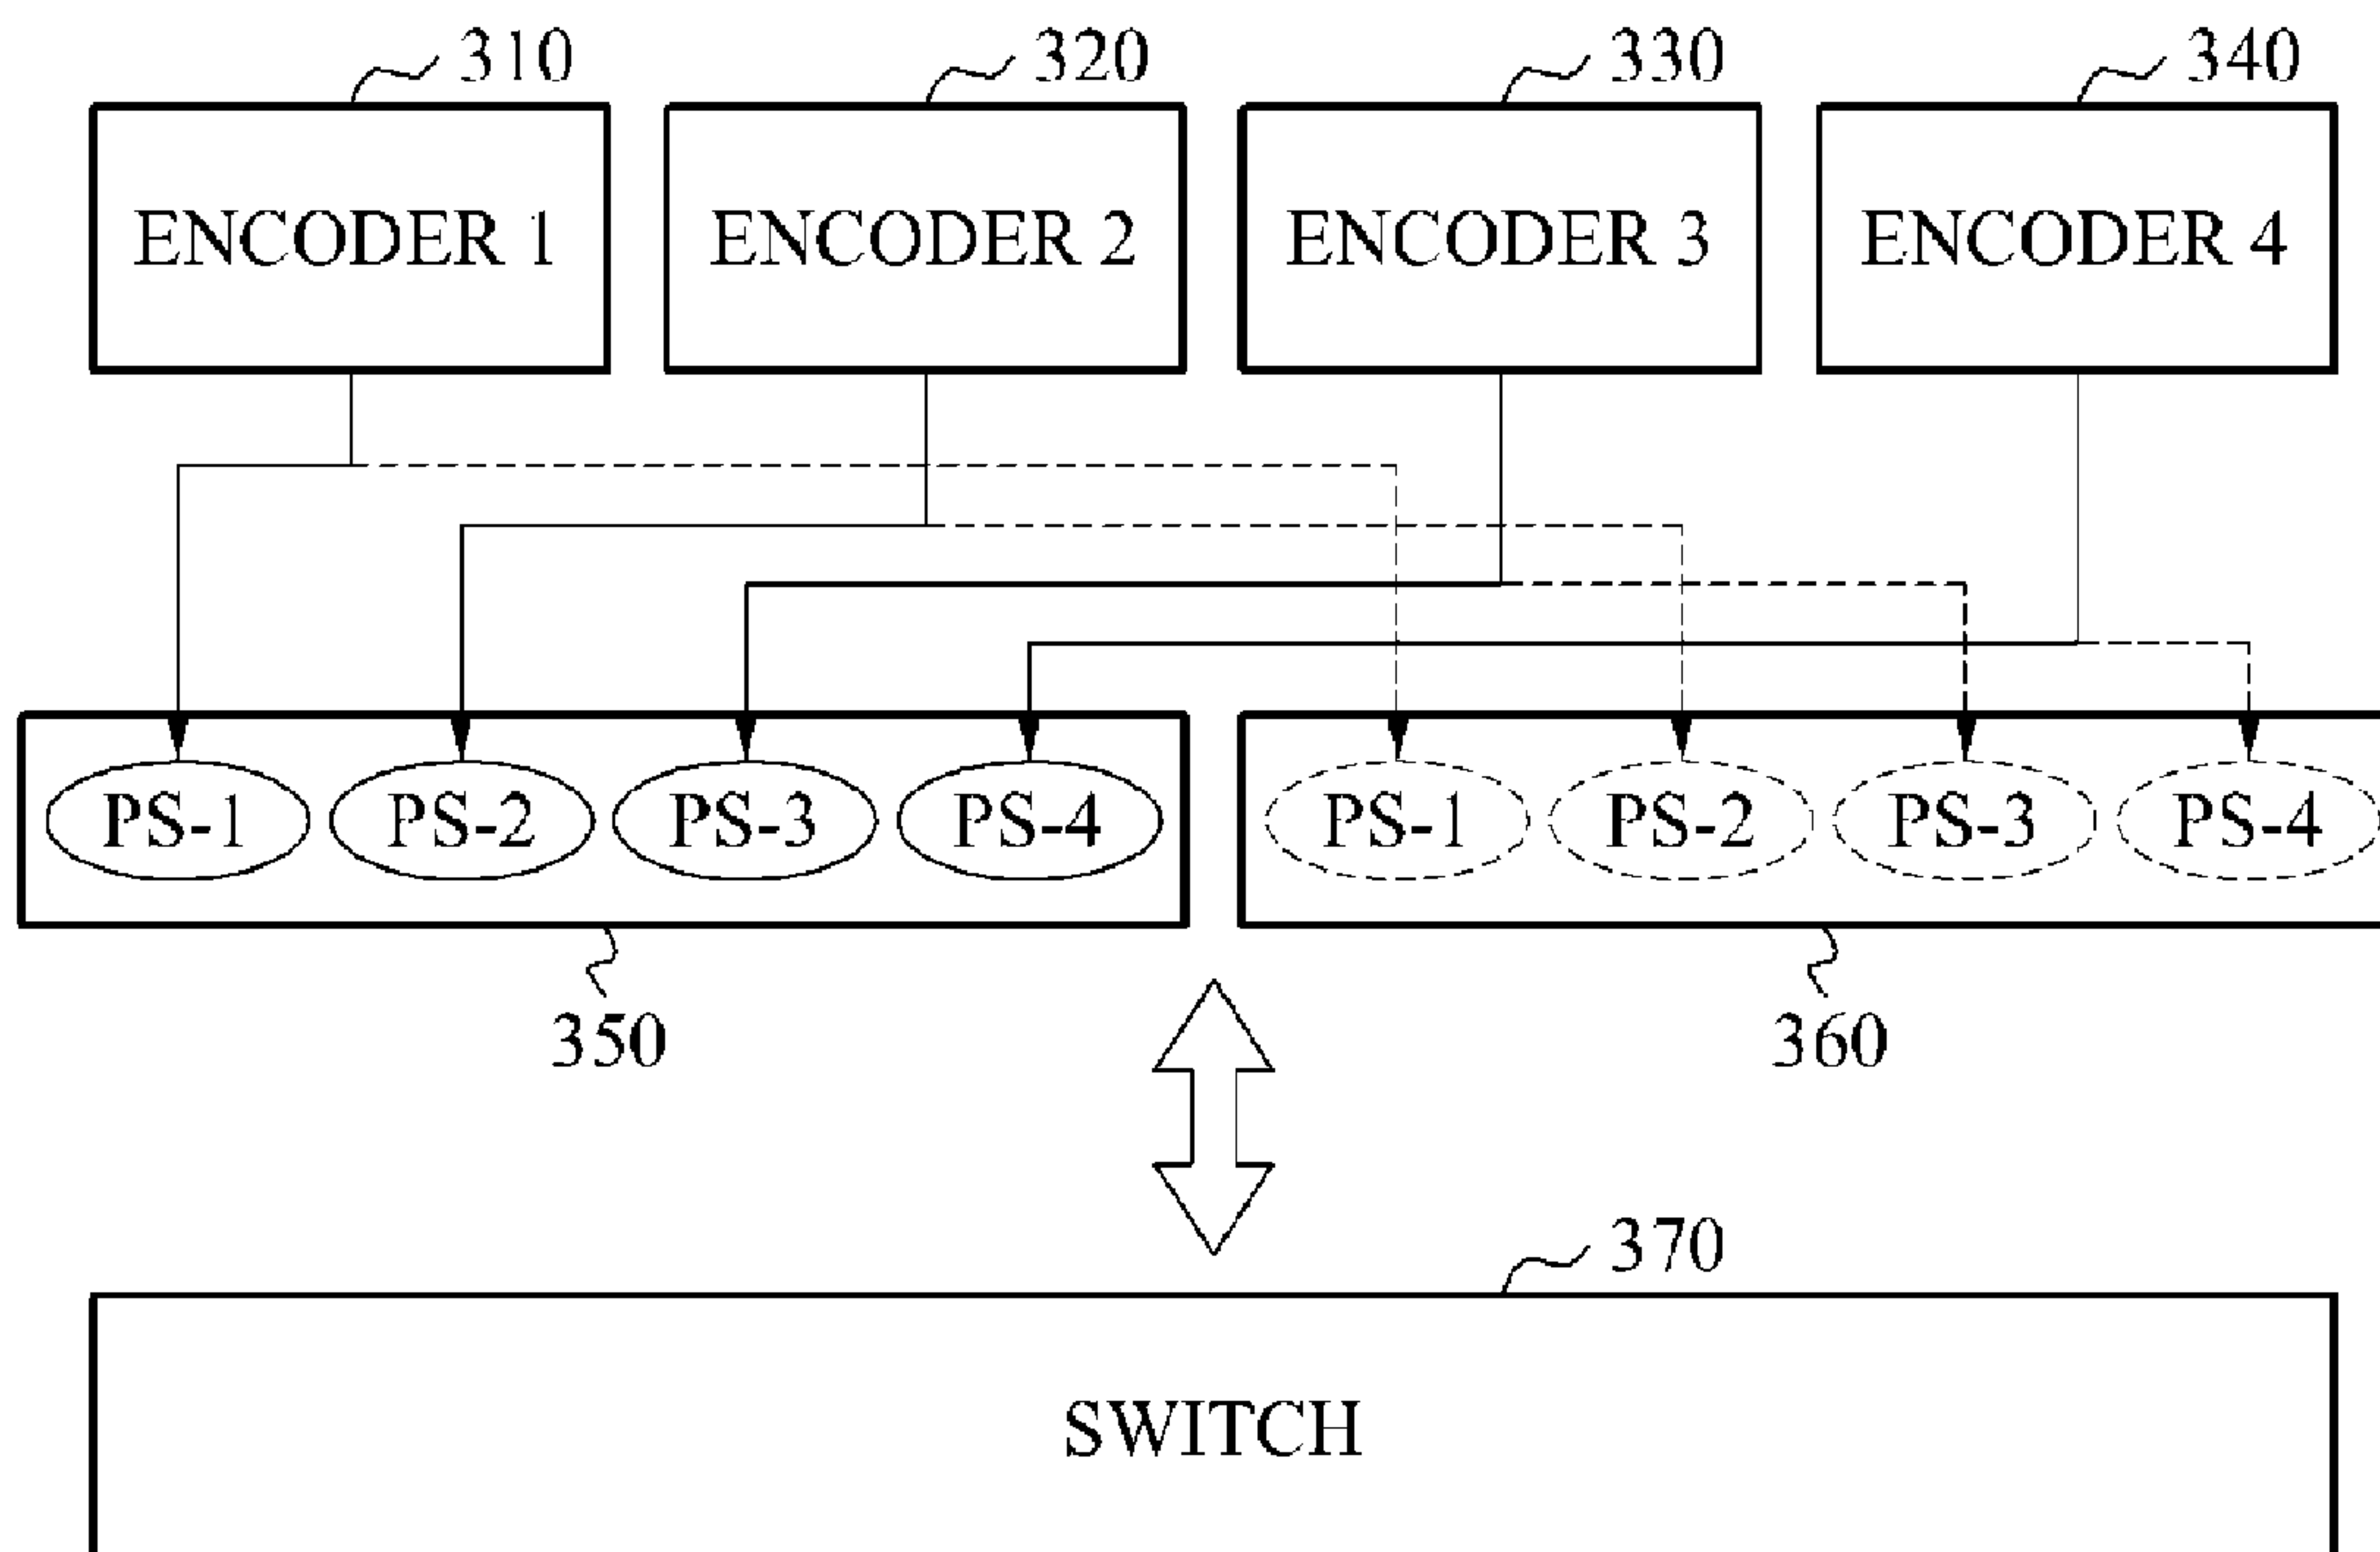 310 320 330 340
ENCODER 1 ENCODER 2 ENCODER 3 ENCODER 4
PS-1 PS-2 PS-3 PS-4 PS-1 PS-2 PS-3 PS-4
350 360
370
SWITCH